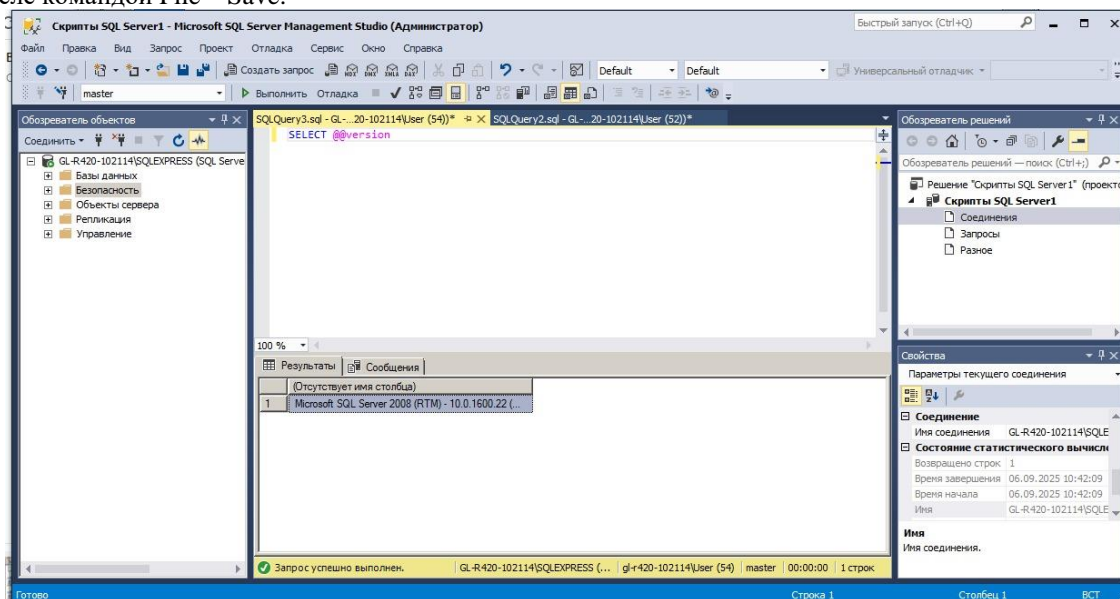 Скрипты SQL Server1 - Microsoft SQL Server Management Studio (Администратор)
Быстрый запуск (Ctrl+Q)
Файл Правка Вид Запрос Проект Отладка Сервис Окно Справка
Создать запрос
Default
Default
Универсальный отладчик
master
Выполнить Отладка
Обозреватель объектов
Соединить
GL-R420-102114\SQLEXPRESS (SQL Serve
Базы данных
Безопасность
Объекты сервера
Репликация
Управление
SQLQuery3.sql - GL-...20-102114\User (54))*
SQLQuery2.sql - GL-...20-102114\User (52))*
SELECT @@version
100 %
Результаты
Сообщения
(Отсутствует имя столбца)
1 Microsoft SQL Server 2008 (RTM) - 10.0.1600.22 (...
Запрос успешно выполнен.
GL-R420-102114\SQLEXPRESS (...
gl-r420-102114\User (54)
master
00:00:00
1 строк
Обозреватель решений
Обозреватель решений — поиск (Ctrl+;)
Решение "Скрипты SQL Server1" (проекто
Скрипты SQL Server1
Соединения
Запросы
Разное
Свойства
Параметры текущего соединения
Соединение
Имя соединения GL-R420-102114\SQLE
Состояние статистического вычисле
Возвращено строк 1
Время завершения 06.09.2025 10:42:09
Время начала 06.09.2025 10:42:09
Имя GL-R420-102114\SQLE
Имя
Имя соединения.
Готово
Строка 1
Столбец 1
ВСТ